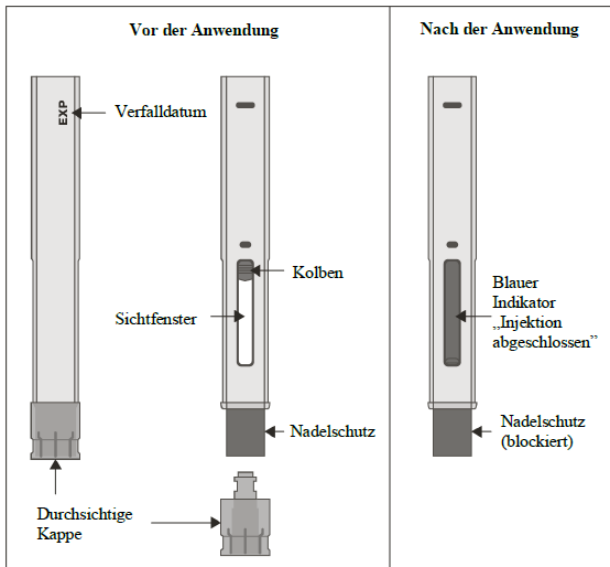 Vor der Anwendung
Nach der Anwendung
EXP
Verfalldatum
Kolben
Sichtfenster
Blauer
Indikator
„Injektion
abgeschlossen”
Nadelschutz
Nadelschutz
(blockiert)
Durchsichtige
Kappe